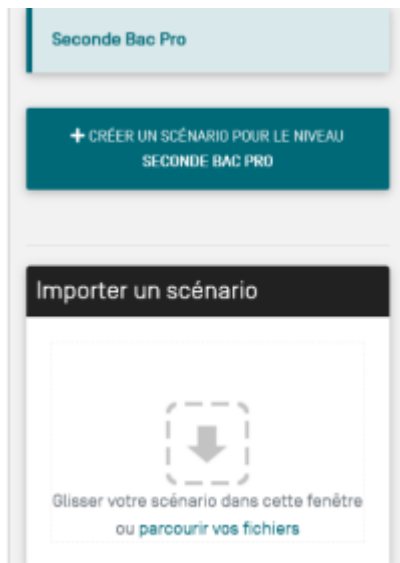 Seconde Bac Pro
+ CRÉER UN SCÉNARIO POUR LE NIVEAU
SECONDE BAC PRO
Importer un scénario
Glisser votre scénario dans cette fenêtre
ou parcourir vos fichiers